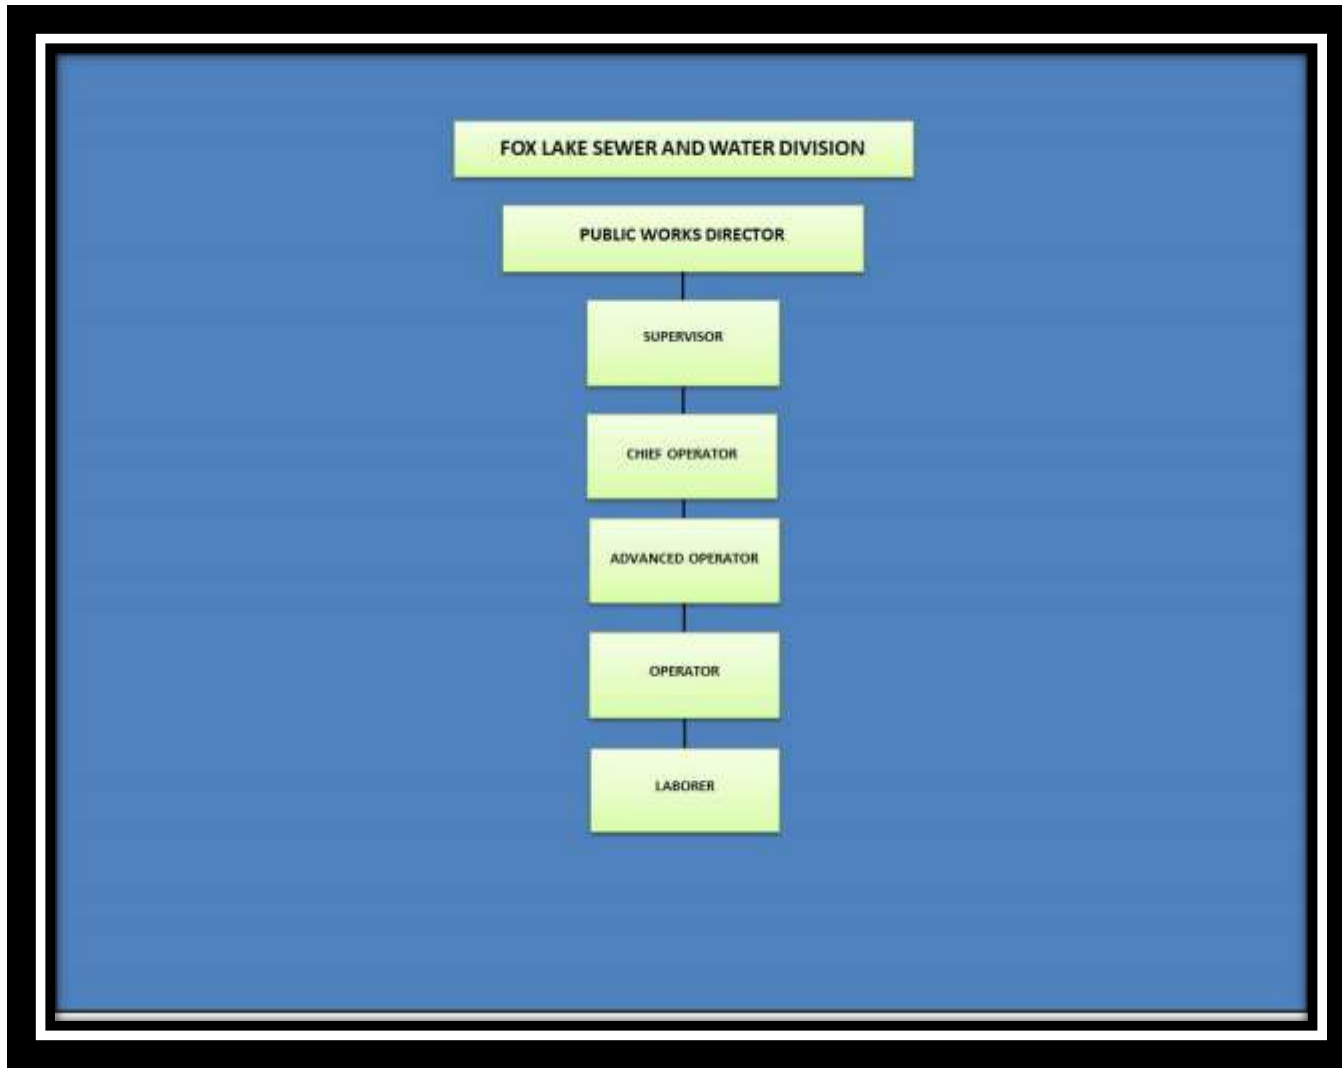 FOX LAKE SEWER AND WATER DIVISION
PUBLIC WORKS DIRECTOR
SUPERVISOR
CHIEF OPERATOR
ADVANCED OPERATOR
OPERATOR
LABORER